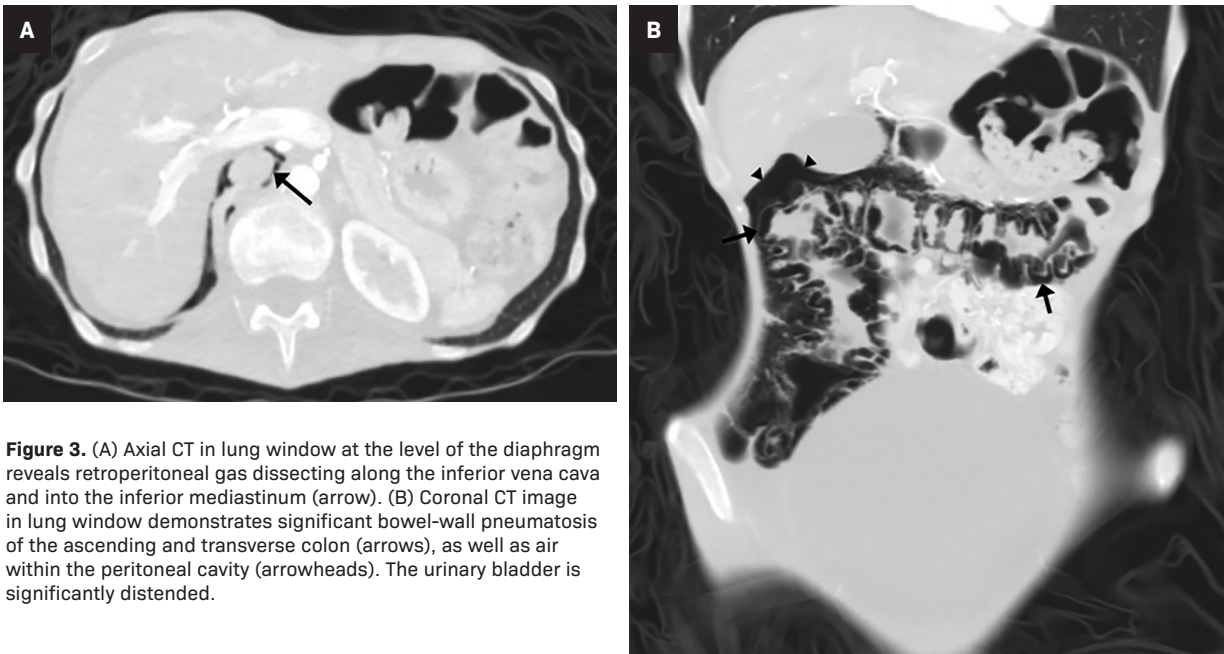 A
B
Figure 3. (A) Axial CT in lung window at the level of the diaphragm
reveals retroperitoneal gas dissecting along the inferior vena cava
and into the inferior mediastinum (arrow). (B) Coronal CT image
in lung window demonstrates significant bowel-wall pneumatosis
of the ascending and transverse colon (arrows), as well as air
within the peritoneal cavity (arrowheads). The urinary bladder is
significantly distended.